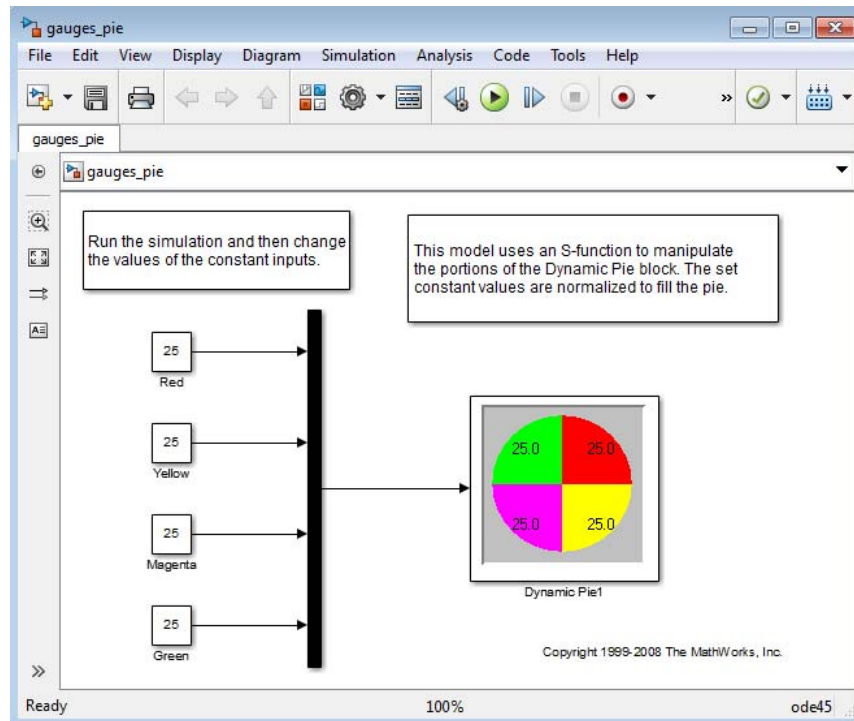 gauges_pie
File Edit View Display Diagram Simulation Analysis Code Tools Help
gauges_pie
gauges_pie
Run the simulation and then change
the values of the constant inputs.
This model uses an S-function to manipulate
the portions of the Dynamic Pie block. The set
constant values are normalized to fill the pie.
25
Red
25
Yellow
25
Magenta
25
Green
25.0 25.0
25.0 25.0
Dynamic Pie1
Copyright 1999-2008 The MathWorks, Inc.
Ready 100% ode45